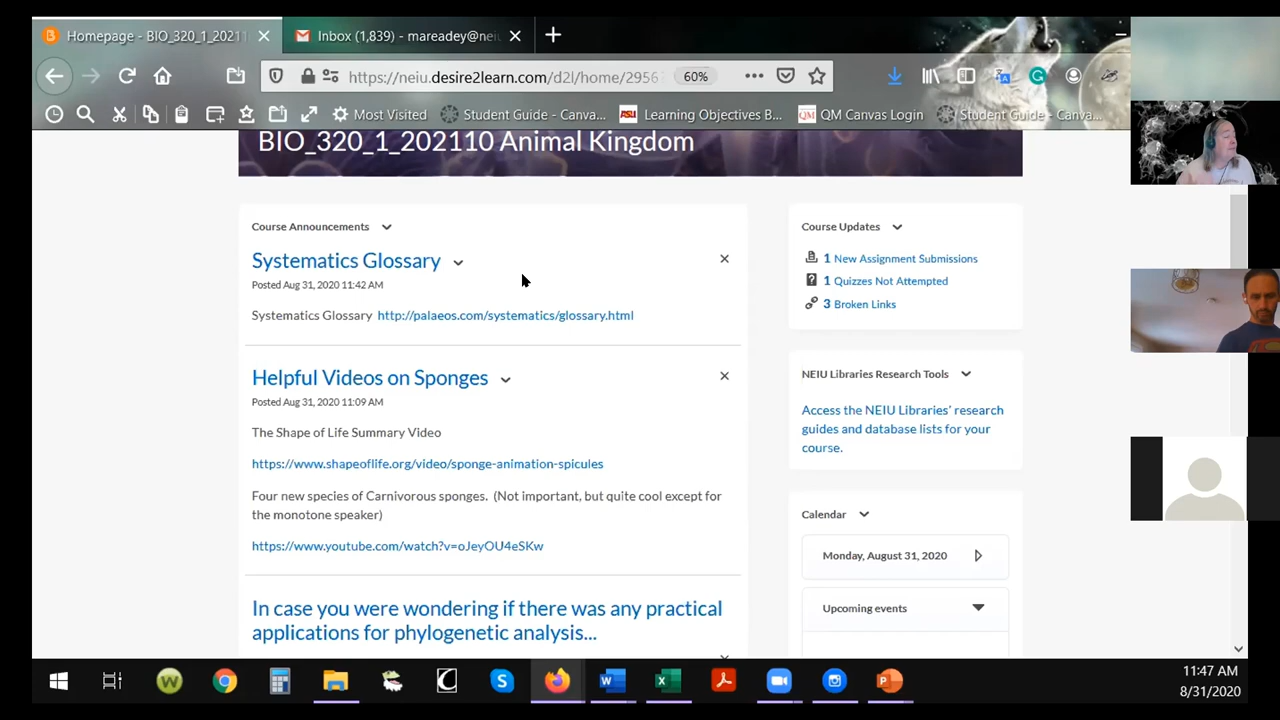 Homepage - BIO_320_1_20211
Inbox (1,839) - mareadey@neiu
https://neiu.desire2learn.com/d2l/home/2956
60%
Most Visited
Student Guide - Canva...
ASU
Learning Objectives B...
QM
QM Canvas Login
Student Guide - Canva...
BIO_320_1_202110 Animal Kingdom
Course Announcements
Systematics Glossary
Posted Aug 31, 2020 11:42 AM
Systematics Glossary http://palaeos.com/systematics/glossary.html
Helpful Videos on Sponges
Posted Aug 31, 2020 11:09 AM
The Shape of Life Summary Video
https://www.shapeoflife.org/video/sponge-animation-spicules
Four new species of Carnivorous sponges. (Not important, but quite cool except for
the monotone speaker)
https://www.youtube.com/watch?v=oJeyOU4eSKw
In case you were wondering if there was any practical
applications for phylogenetic analysis...
Course Updates
1 New Assignment Submissions
1 Quizzes Not Attempted
3 Broken Links
NEIU Libraries Research Tools
Access the NEIU Libraries' research
guides and database lists for your
course.
Calendar
Monday, August 31, 2020
Upcoming events
11:47 AM
8/31/2020